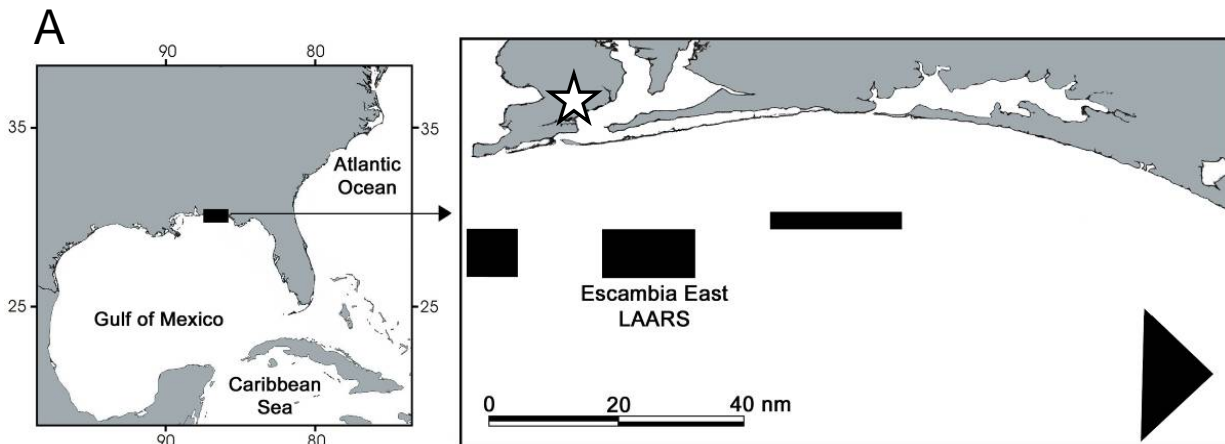 A
90 80
35 35
Atlantic
Ocean
25 25
Gulf of Mexico
Caribbean
Sea
90 80
Escambia East
LAARS
0 20 40 nm